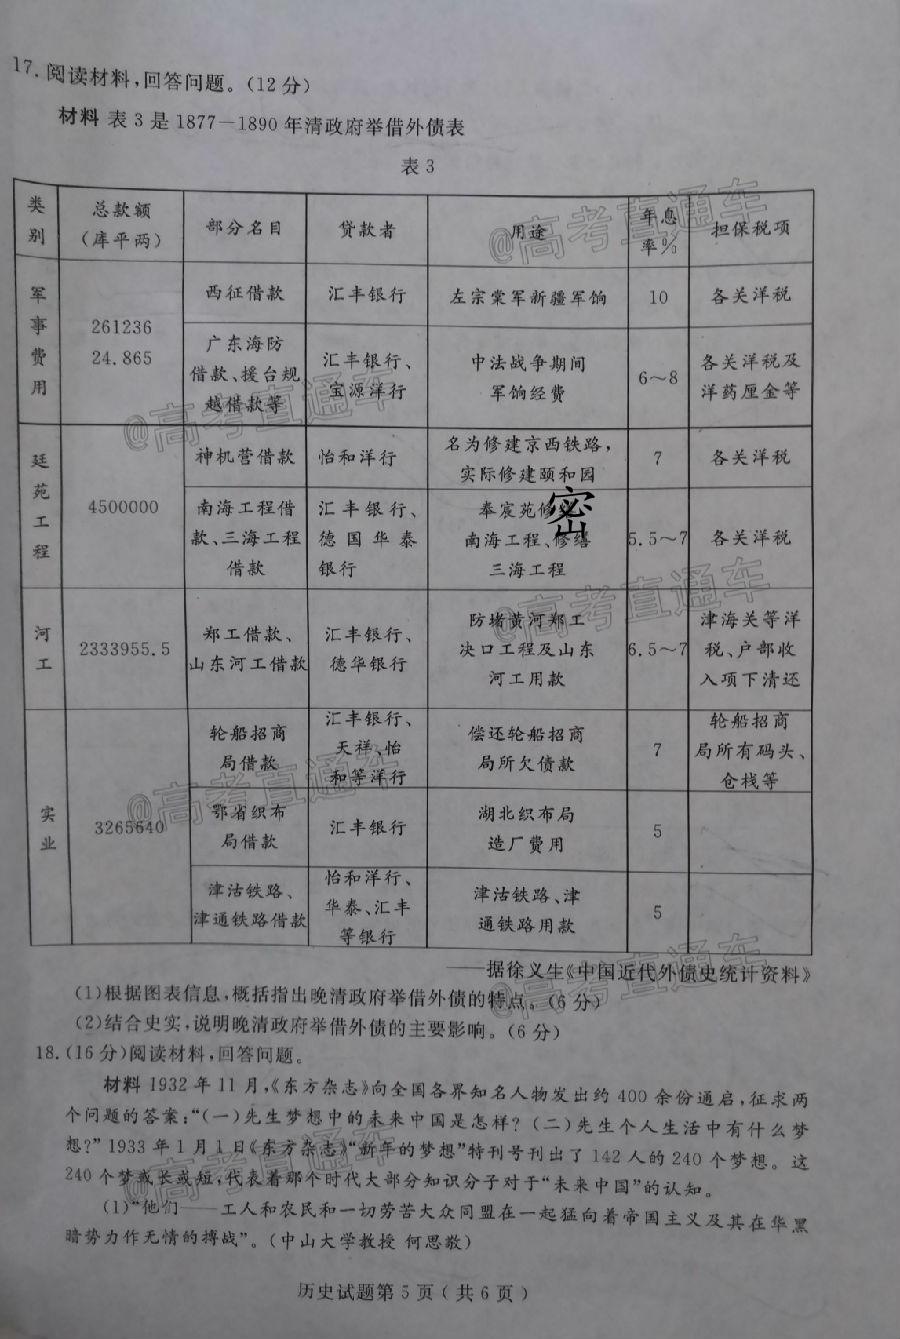 17. 阅读材料,回答问题。(12分)
材料 表3是1877—1890年清政府举借外债表
表3
类别 总款额(库平两) 部分名目 贷款者 用途 年息率% 担保税项
军事费用 26123624.865 西征借款 汇丰银行 左宗棠军新疆军饷 10 各关洋税
广东海防借款、援台规越借款等 汇丰银行、宝源洋行 中法战争期间军饷经费 6~8 各关洋税及洋药厘金等
廷苑工程 4500000 神机营借款 怡和洋行 名为修建京西铁路,实际修建颐和园 7 各关洋税
南海工程借款、三海工程借款 汇丰银行、德国华泰银行 奉宸苑修 南海工程、修缮三海工程 5.5~7 各关洋税
密
河工 2333955.5 郑工借款、山东河工借款 汇丰银行、德华银行 防堵黄河郑工决口工程及山东河工用款 6.5~7 津海关等洋税、户部收入项下清还
实业 3265640 轮船招商局借款 汇丰银行、天祥、怡和等洋行 偿还轮船招商局所欠债款 7 轮船招商局所有码头、仓栈等
鄂省织布局借款 汇丰银行 湖北织布局造厂费用 5
津沽铁路、津通铁路借款 怡和洋行、华泰、汇丰等银行 津沽铁路、津通铁路用款 5
——据徐义生《中国近代外债史统计资料》
(1)根据图表信息,概括指出晚清政府举借外债的特点。(6分)
(2)结合史实,说明晚清政府举借外债的主要影响。(6分)
18.(16分)阅读材料,回答问题。
材料 1932年11月,《东方杂志》向全国各界知名人物发出约400余份通启,征求两
个问题的答案:“(一)先生梦想中的未来中国是怎样?(二)先生个人生活中有什么梦
想?”1933年1月1日《东方杂志》“新年的梦想”特刊号刊出了142人的240个梦想。这
240个梦或长或短,代表着那个时代大部分知识分子对于“未来中国”的认知。
(1)“他们——工人和农民和一切劳苦大众同盟在一起猛向着帝国主义及其在华黑
暗势力作无情的搏战”。(中山大学教授 何思敬)
历史试题第5页(共6页)
@高考直通车
@高考直通车
@高考直通车
@高考直通车
@高考直通车
@高考直通车